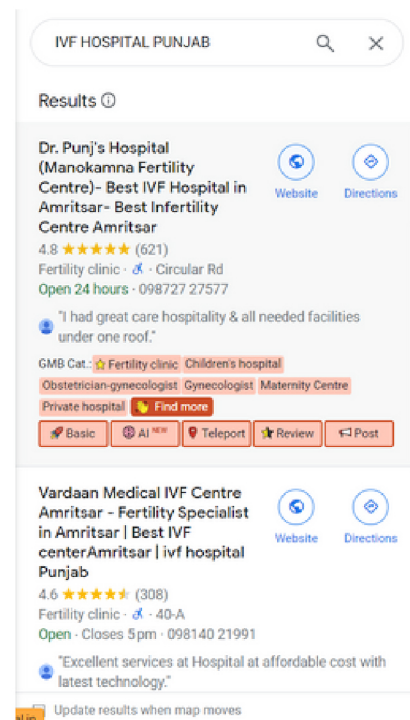 IVF HOSPITAL PUNJAB
Results
Dr. Punj's Hospital
(Manokamna Fertility
Centre)- Best IVF Hospital in
Amritsar- Best Infertility
Centre Amritsar
Website
Directions
4.8 ★★★★★ (621)
Fertility clinic · Circular Rd
Open 24 hours · 098727 27577
"I had great care hospitality & all needed facilities
under one roof."
GMB Cat.: Fertility clinic Children's hospital
Obstetrician-gynecologist Gynecologist Maternity Centre
Private hospital Find more
Basic AI NEW Teleport Review Post
Vardaan Medical IVF Centre
Amritsar - Fertility Specialist
in Amritsar | Best IVF
centerAmritsar | ivf hospital
Punjab
Website
Directions
4.6 ★★★★★ (308)
Fertility clinic · 40-A
Open · Closes 5 pm · 098140 21991
"Excellent services at Hospital at affordable cost with
latest technology."
Update results when map moves